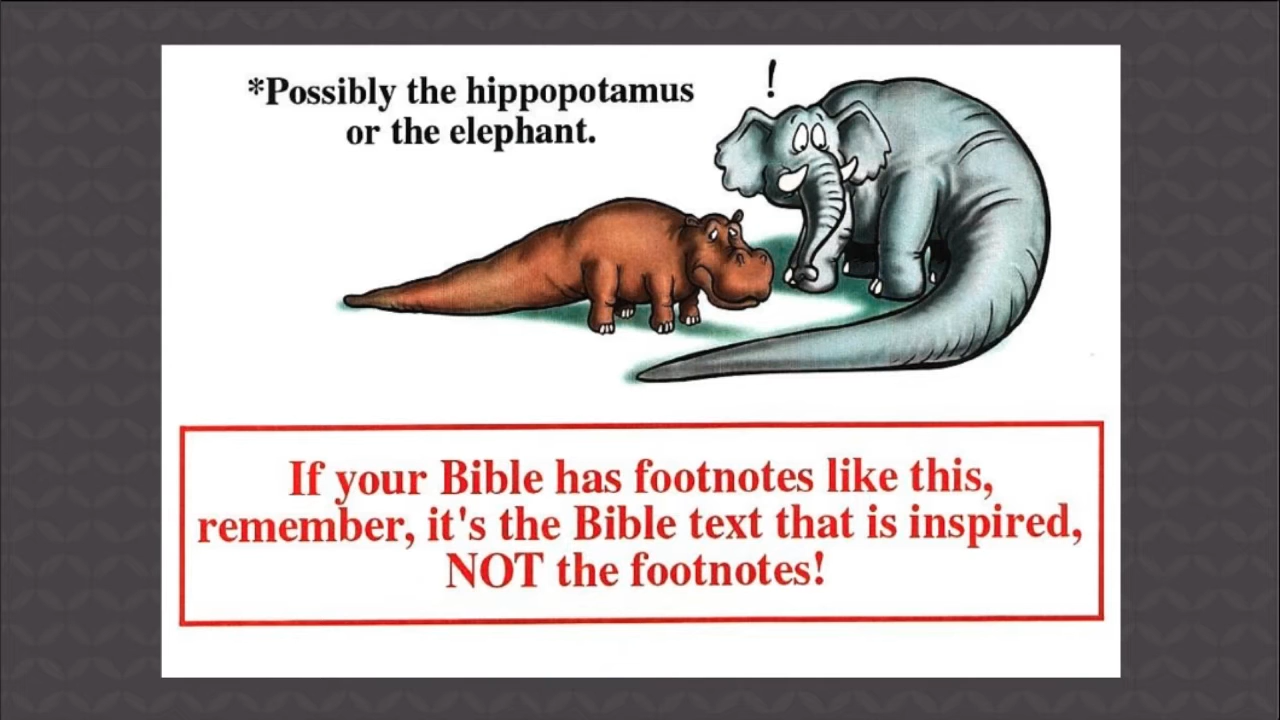 *Possibly the hippopotamus
or the elephant.
!
If your Bible has footnotes like this,
remember, it's the Bible text that is inspired,
NOT the footnotes!